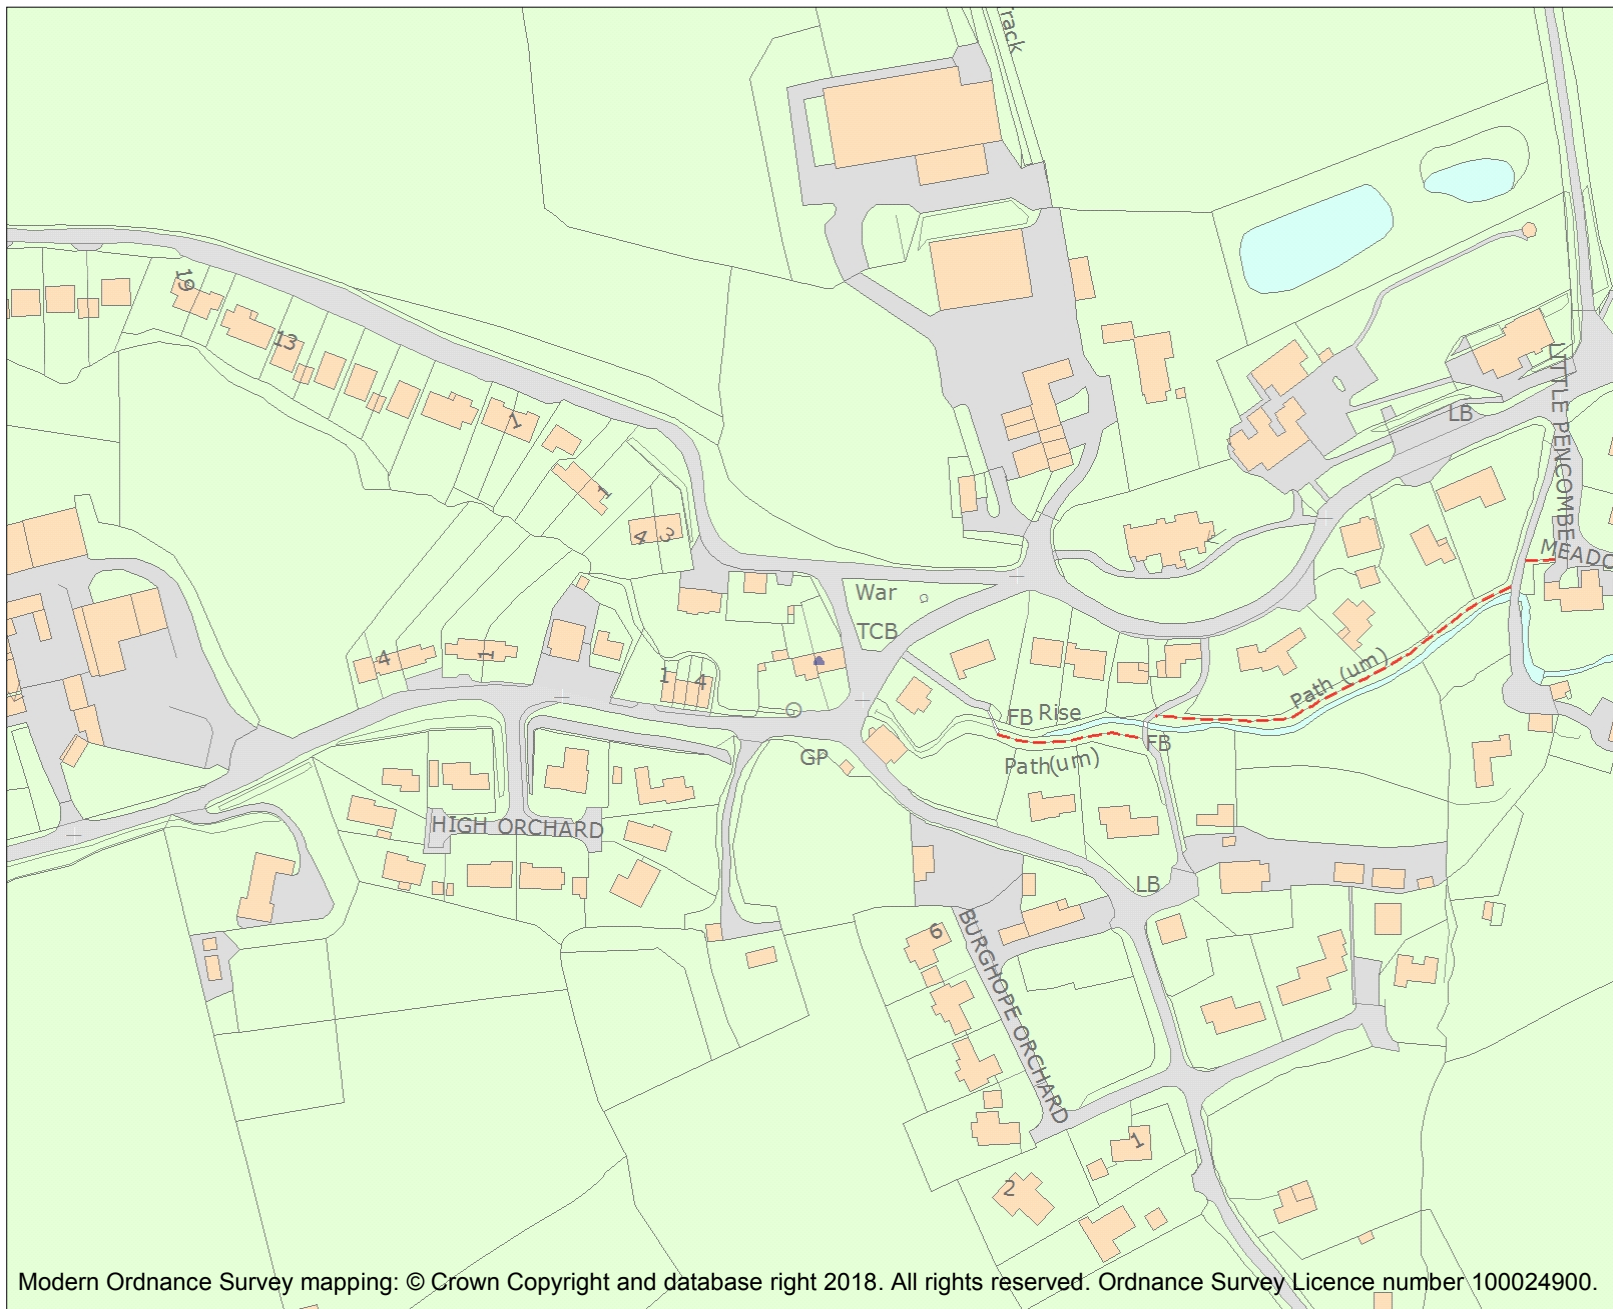 Track
19
13
1
1
4 3
LB
LITTLE PENCOMBE
MEADO
War
TCB
4
1
1 4
Path (um)
FB Rise
FB
GP
Path(um)
HIGH ORCHARD
LB
6
BURGHOPE ORCHARD
1
2
Modern Ordnance Survey mapping: © Crown Copyright and database right 2018. All rights reserved. Ordnance Survey Licence number 100024900.